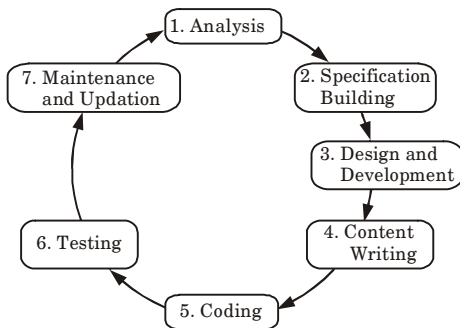 1. Analysis
2. Specification
Building
3. Design and
Development
4. Content
Writing
5. Coding
6. Testing
7. Maintenance
and Updation